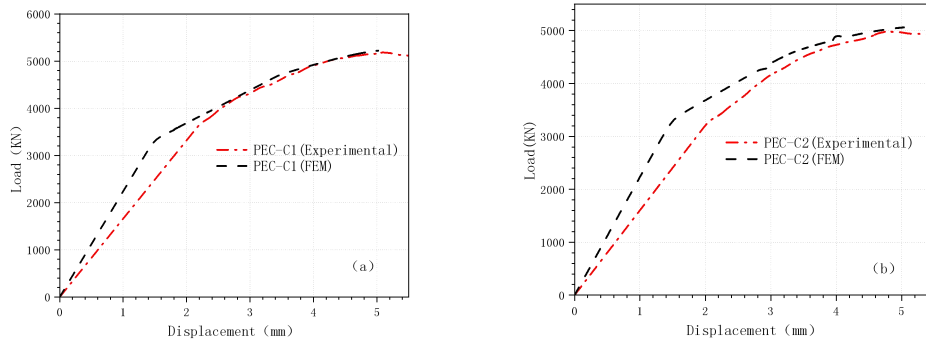 6000
5000
4000
3000
2000
1000
0
0 1 2 3 4 5
Load (KN)
Displacement (mm)
PEC-C1(Experimental)
PEC-C1(FEM)
(a)
5000
4000
3000
2000
1000
0
0 1 2 3 4 5
Load(KN)
Displacement (mm)
PEC-C2(Experimental)
PEC-C2(FEM)
(b)